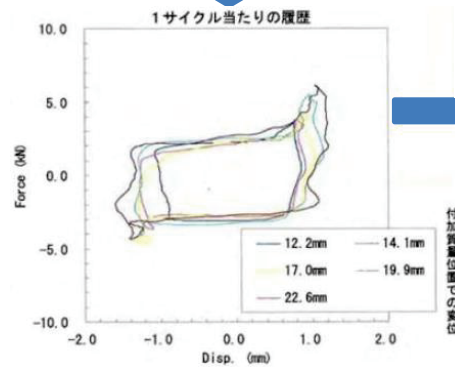 1サイクル当たりの履歴
10.0
5.0
0.0
-5.0
-10.0
Force (kN)
-2.0 -1.0 0.0 1.0 2.0
Disp. (mm)
12.2mm 14.1mm
17.0mm 19.9mm
22.6mm
付加質量位置での変位